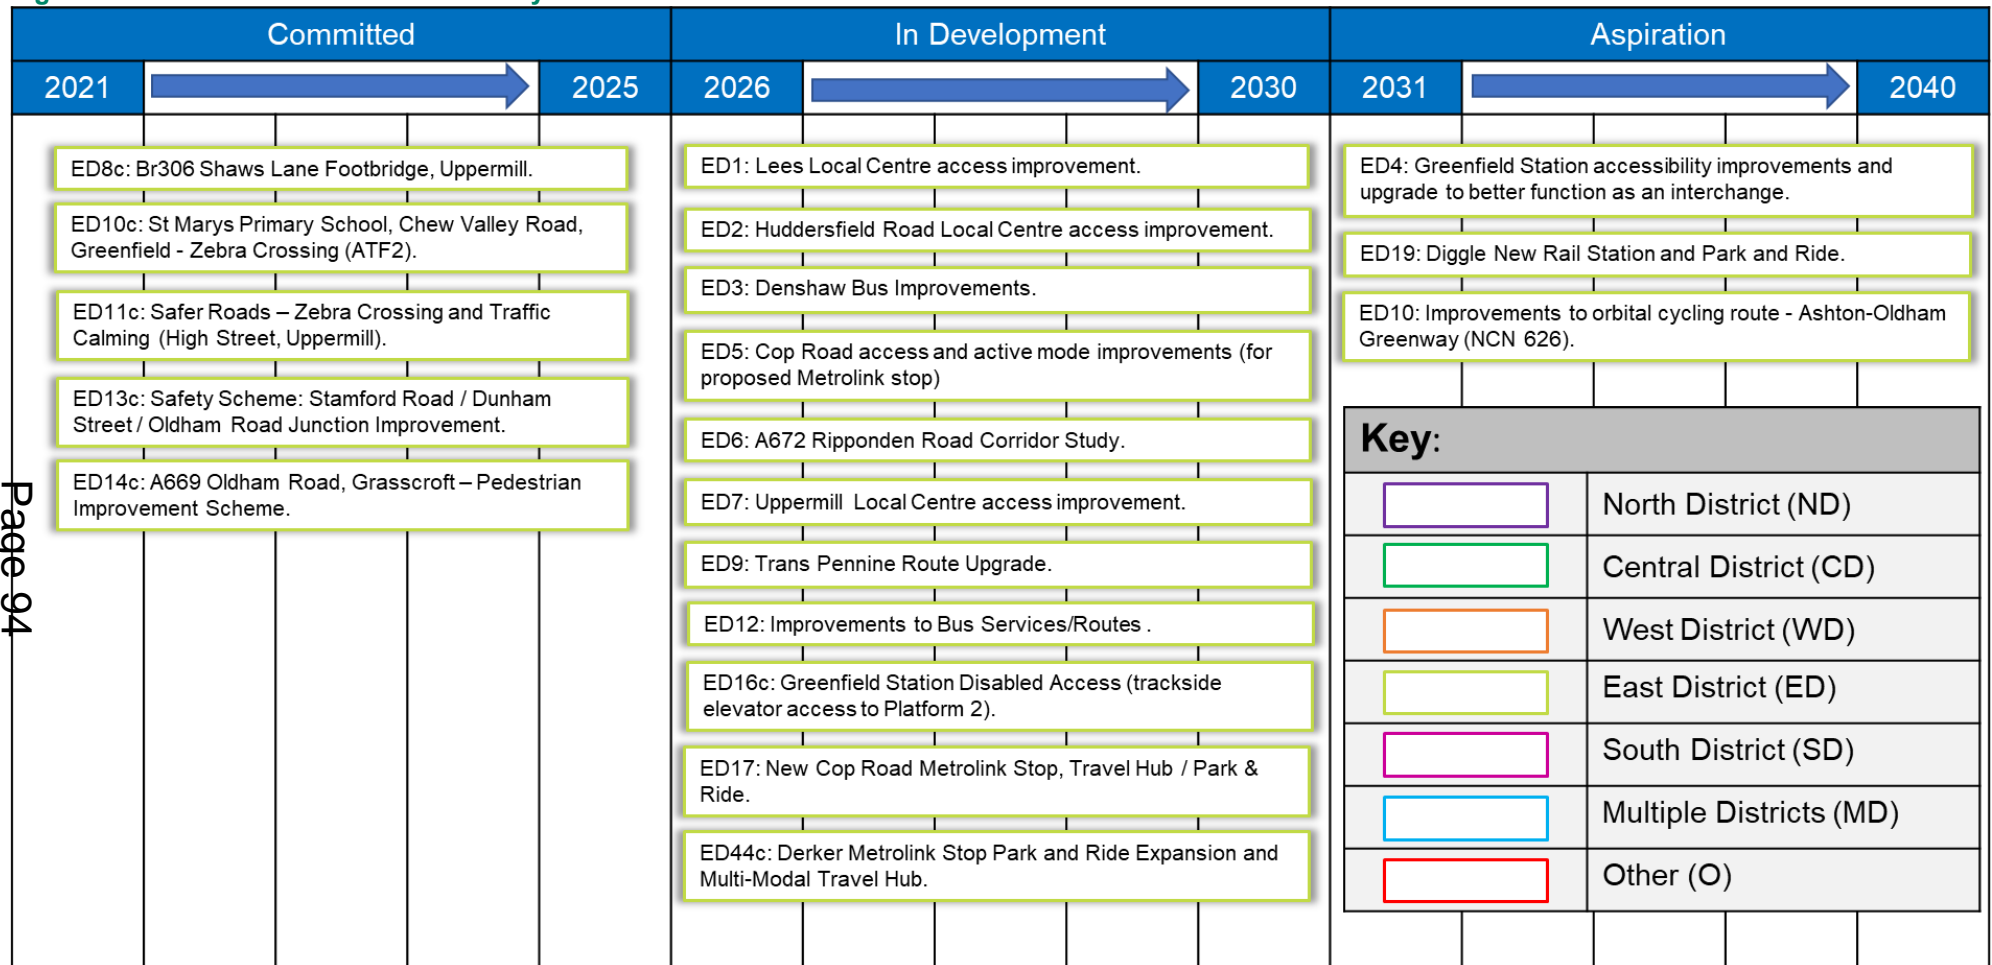 Committed
In Development
Aspiration
2021
2025
2026
2030
2031
2040
ED8c: Br306 Shaws Lane Footbridge, Uppermill.
ED10c: St Marys Primary School, Chew Valley Road,
Greenfield - Zebra Crossing (ATF2).
ED11c: Safer Roads – Zebra Crossing and Traffic
Calming (High Street, Uppermill).
ED13c: Safety Scheme: Stamford Road / Dunham
Street / Oldham Road Junction Improvement.
ED14c: A669 Oldham Road, Grasscroft – Pedestrian
Improvement Scheme.
ED1: Lees Local Centre access improvement.
ED2: Huddersfield Road Local Centre access improvement.
ED3: Denshaw Bus Improvements.
ED5: Cop Road access and active mode improvements (for
proposed Metrolink stop)
ED6: A672 Ripponden Road Corridor Study.
ED7: Uppermill Local Centre access improvement.
ED9: Trans Pennine Route Upgrade.
ED12: Improvements to Bus Services/Routes .
ED16c: Greenfield Station Disabled Access (trackside
elevator access to Platform 2).
ED17: New Cop Road Metrolink Stop, Travel Hub / Park &
Ride.
ED44c: Derker Metrolink Stop Park and Ride Expansion and
Multi-Modal Travel Hub.
ED4: Greenfield Station accessibility improvements and
upgrade to better function as an interchange.
ED19: Diggle New Rail Station and Park and Ride.
ED10: Improvements to orbital cycling route - Ashton-Oldham
Greenway (NCN 626).
Key:
North District (ND)
Central District (CD)
West District (WD)
East District (ED)
South District (SD)
Multiple Districts (MD)
Other (O)
Page 94